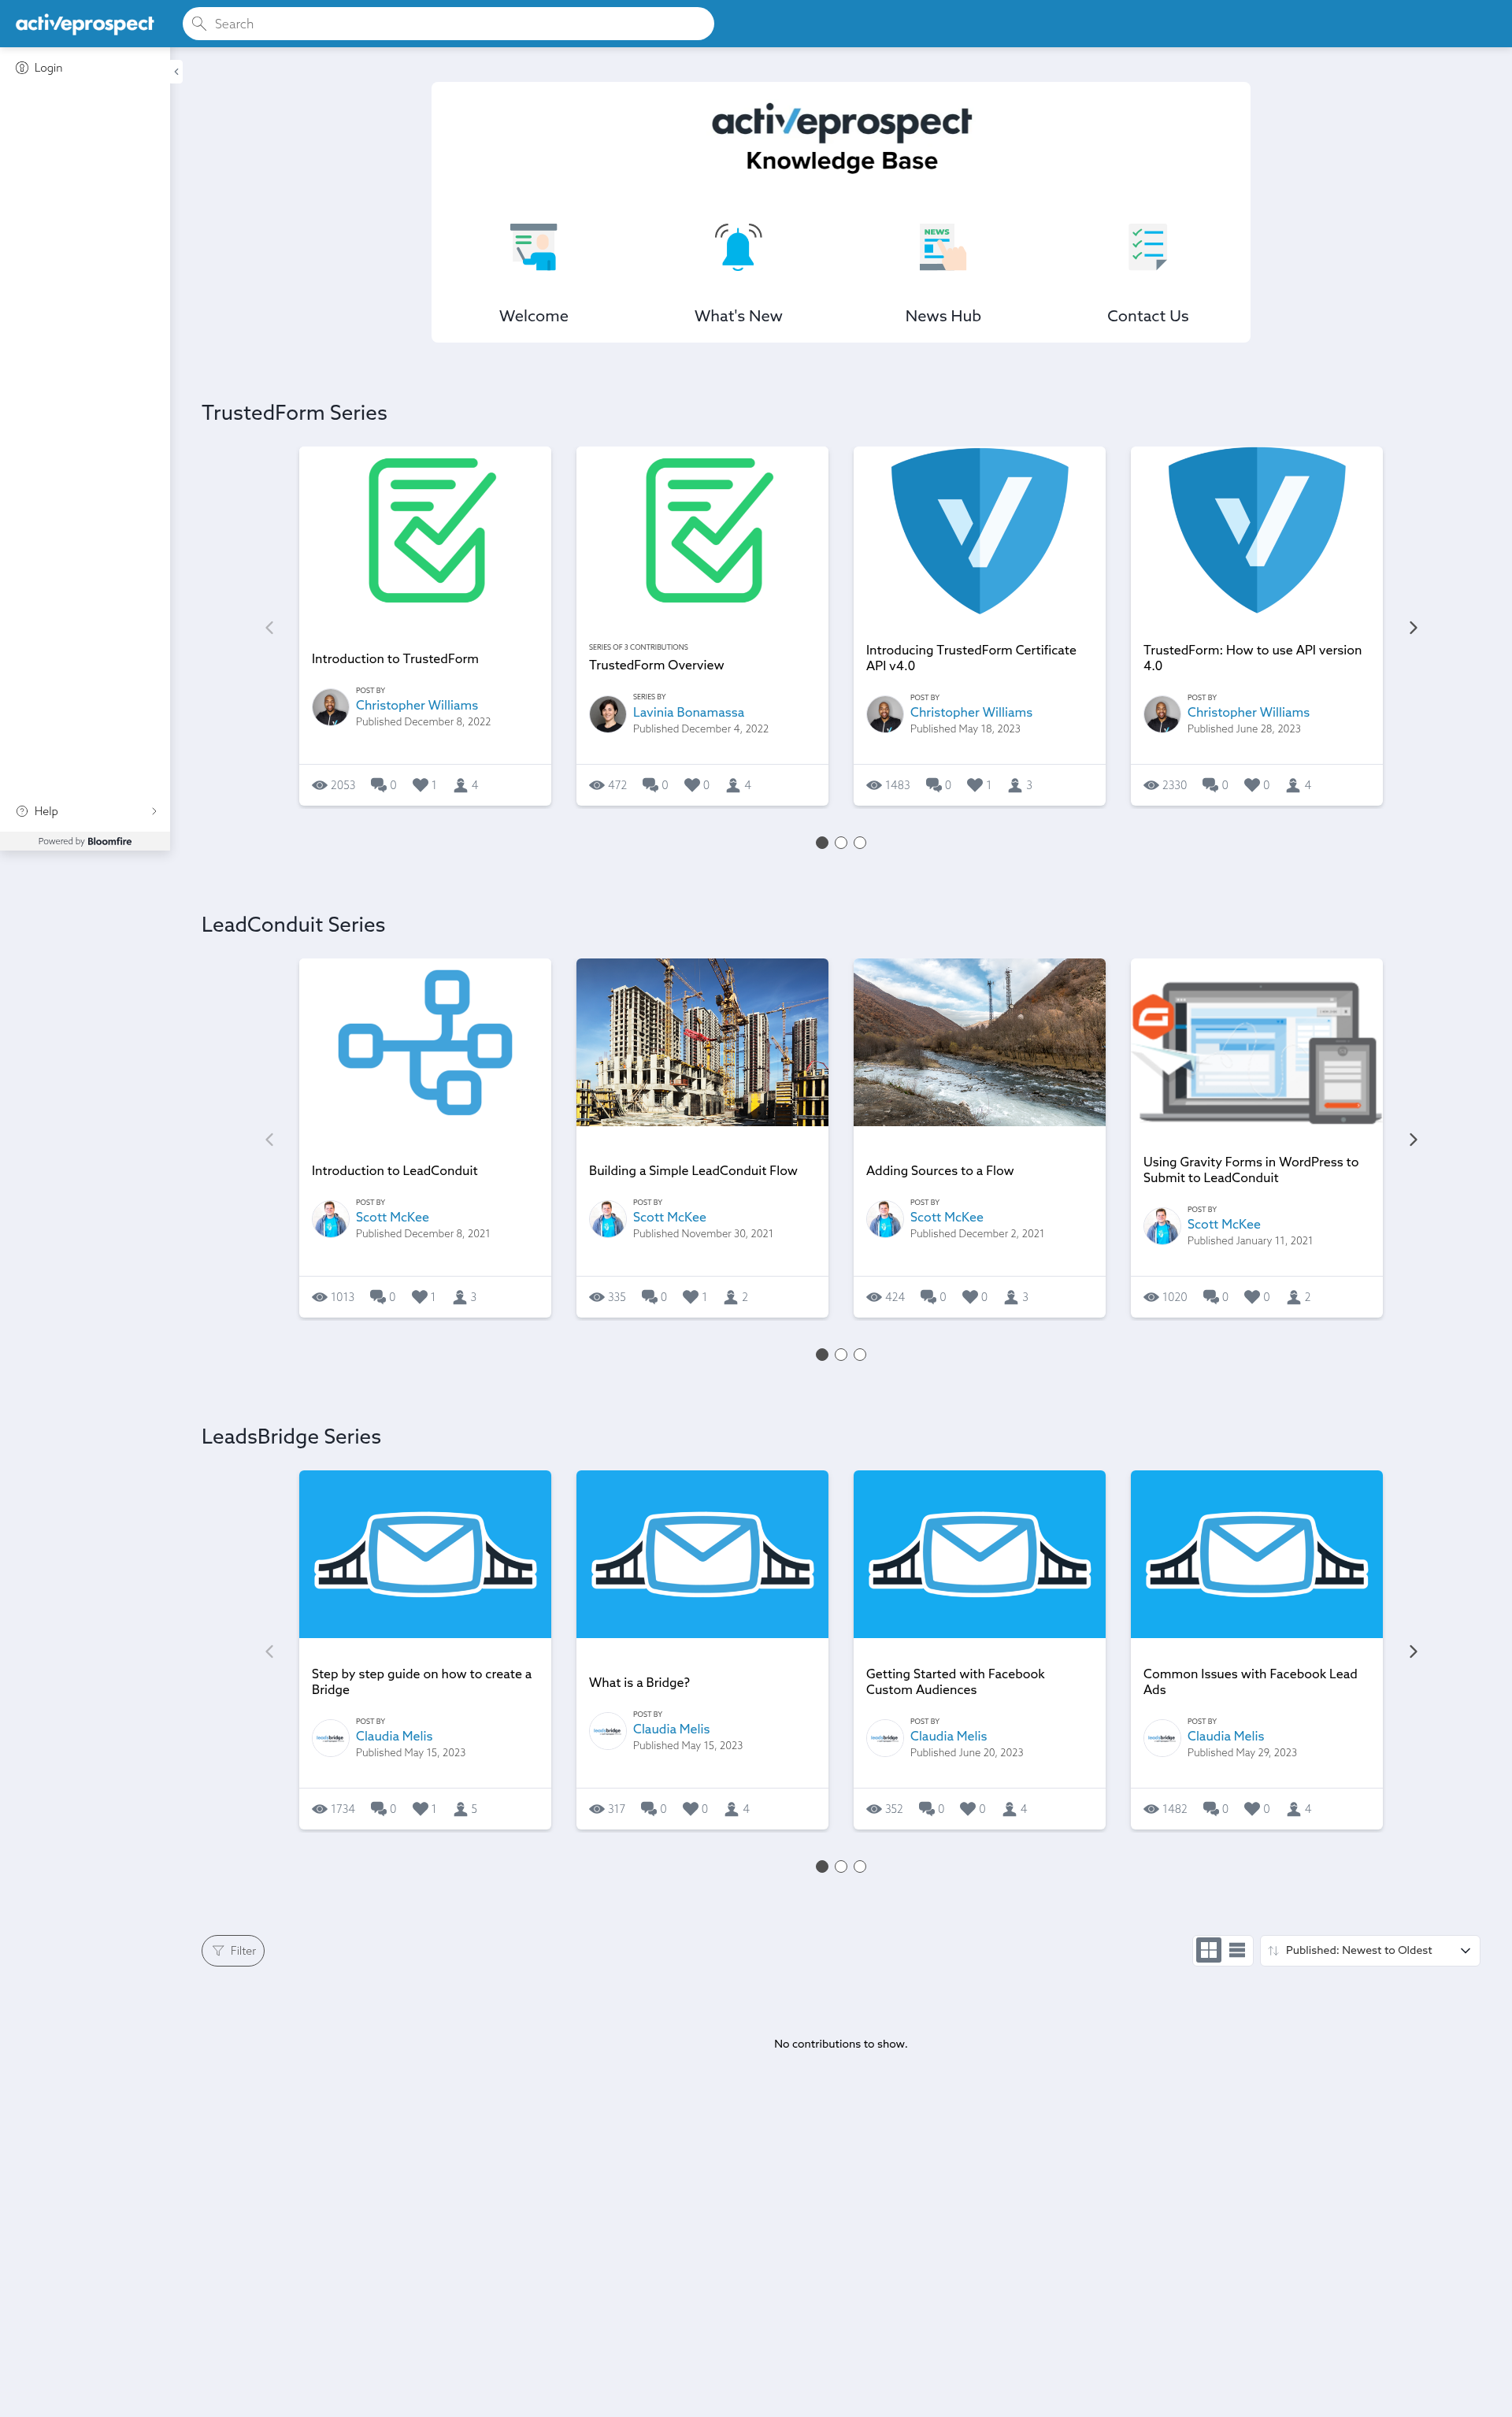 activeprospect
Search
Login
activeprospect
Knowledge Base
NEWS
Welcome
What's New
News Hub
Contact Us
TrustedForm Series
Introduction to TrustedForm
POST BY
Christopher Williams
Published December 8, 2022
2053 0 1 4
SERIES OF 3 CONTRIBUTIONS
TrustedForm Overview
SERIES BY
Lavinia Bonamassa
Published December 4, 2022
472 0 0 4
Introducing TrustedForm Certificate
API v4.0
POST BY
Christopher Williams
Published May 18, 2023
1483 0 1 3
TrustedForm: How to use API version
4.0
POST BY
Christopher Williams
Published June 28, 2023
2330 0 0 4
Help
Powered by Bloomfire
LeadConduit Series
Introduction to LeadConduit
POST BY
Scott McKee
Published December 8, 2021
1013 0 1 3
Building a Simple LeadConduit Flow
POST BY
Scott McKee
Published November 30, 2021
335 0 1 2
Adding Sources to a Flow
POST BY
Scott McKee
Published December 2, 2021
424 0 0 3
Using Gravity Forms in WordPress to
Submit to LeadConduit
POST BY
Scott McKee
Published January 11, 2021
1020 0 0 2
LeadsBridge Series
Step by step guide on how to create a
Bridge
POST BY
Claudia Melis
Published May 15, 2023
1734 0 1 5
What is a Bridge?
POST BY
Claudia Melis
Published May 15, 2023
317 0 0 4
Getting Started with Facebook
Custom Audiences
POST BY
Claudia Melis
Published June 20, 2023
352 0 0 4
Common Issues with Facebook Lead
Ads
POST BY
Claudia Melis
Published May 29, 2023
1482 0 0 4
Filter
Published: Newest to Oldest
No contributions to show.